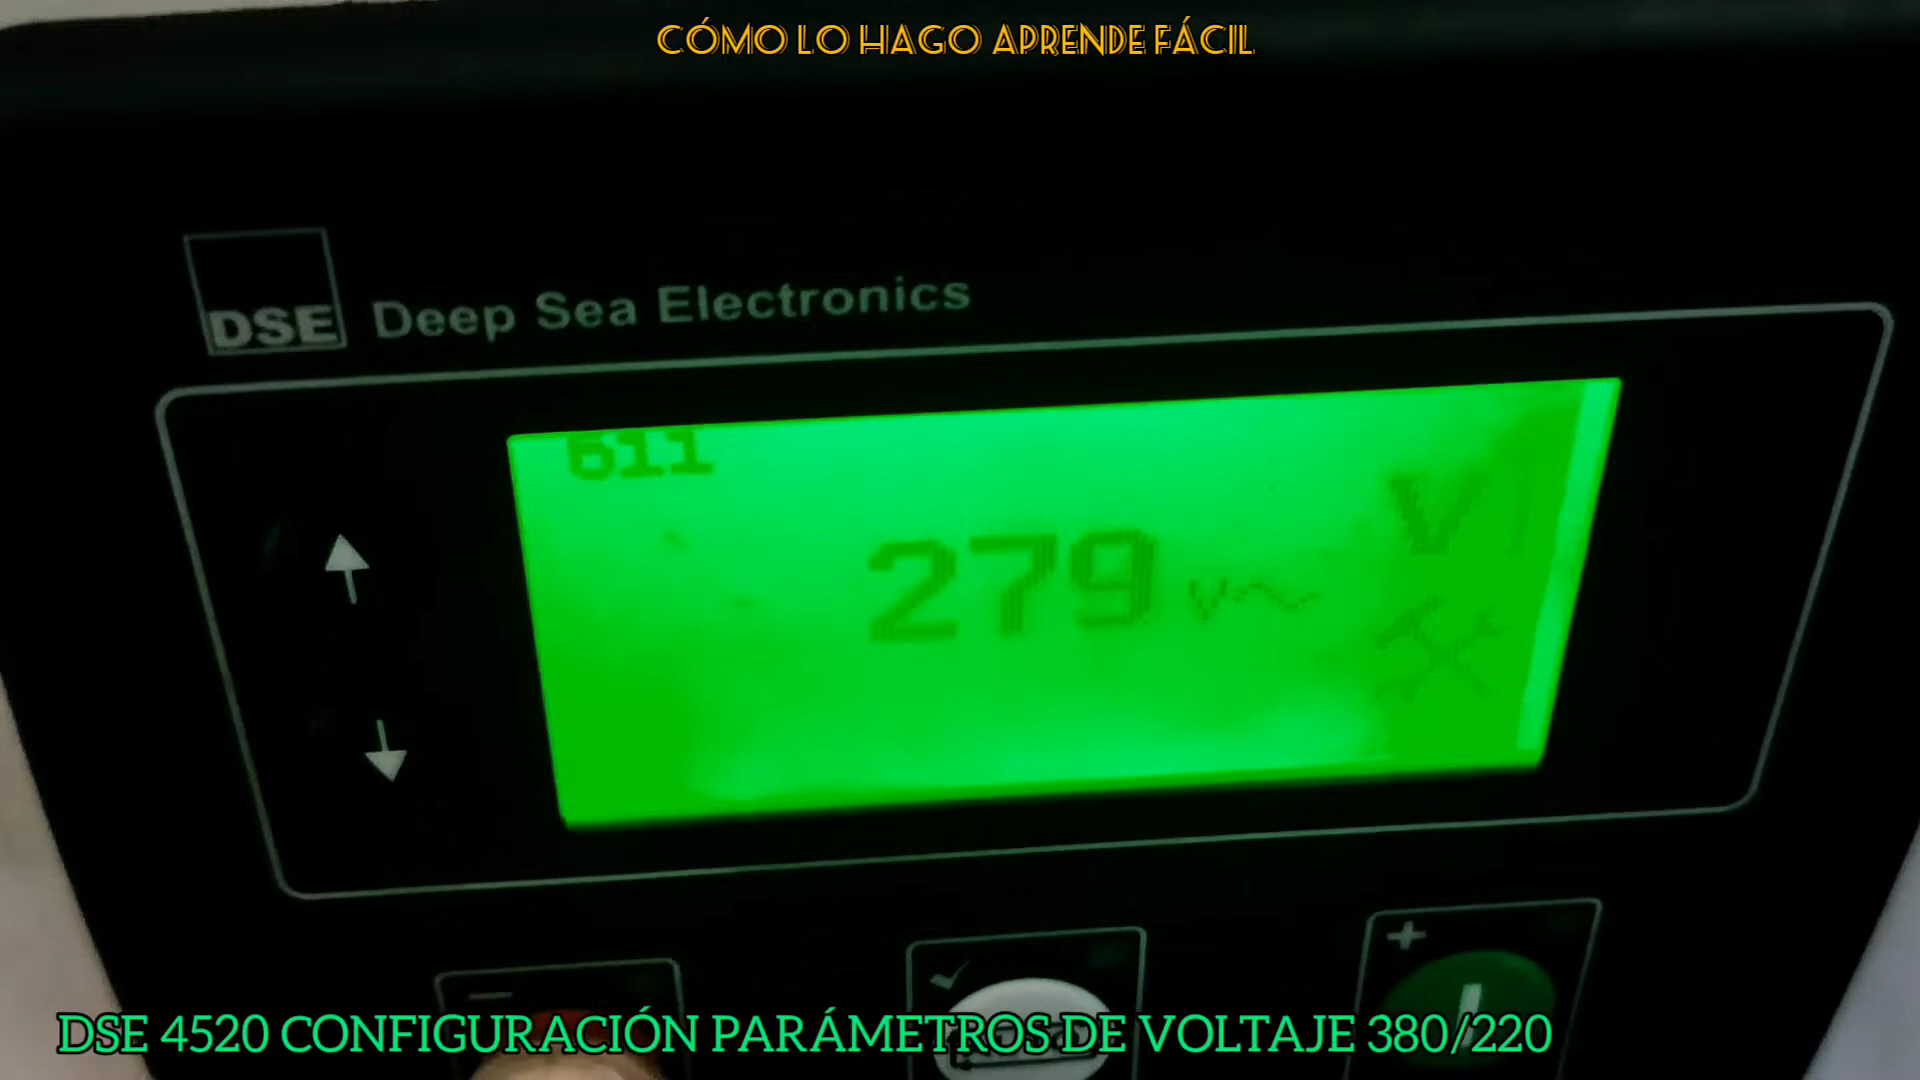 CÓMO LO HAGO APRENDE FÁCIL
DSE Deep Sea Electronics
611
V
279 V~
- ✓ +
DSE 4520 CONFIGURACIÓN PARÁMETROS DE VOLTAJE 380/220